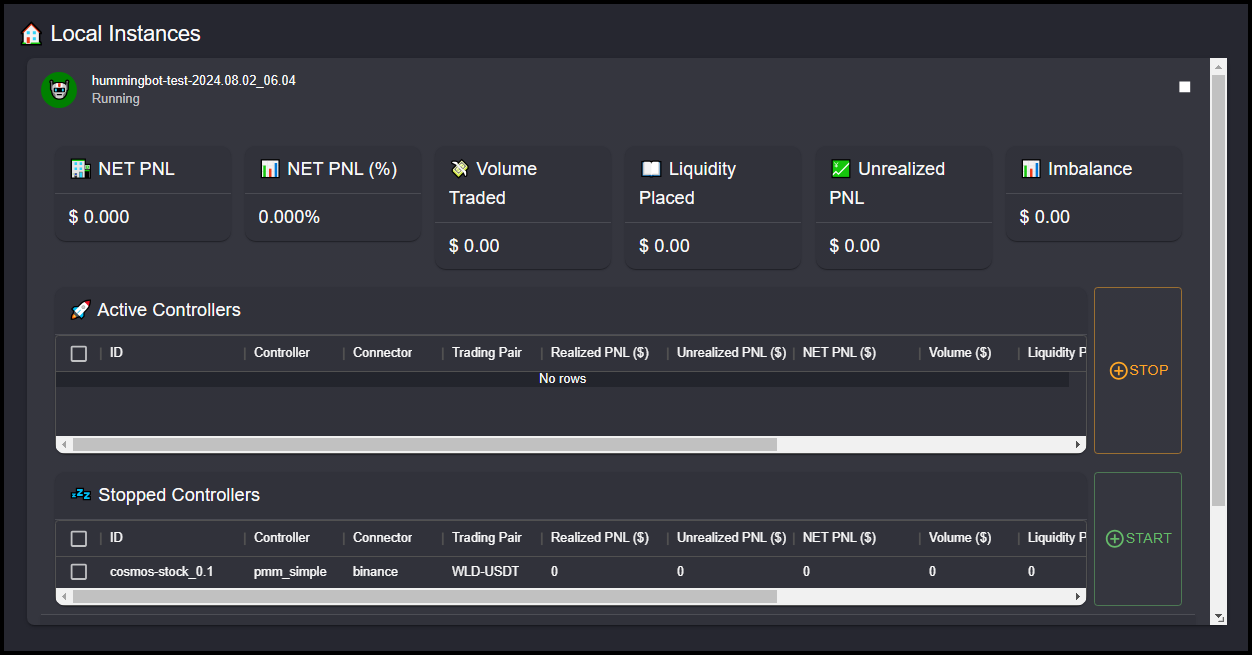 Local Instances
hummingbot-test-2024.08.02_06.04
Running
NET PNL
$ 0.000
NET PNL (%)
0.000%
Volume
Traded
$ 0.00
Liquidity
Placed
$ 0.00
Unrealized
PNL
$ 0.00
Imbalance
$ 0.00
Active Controllers
ID Controller Connector Trading Pair Realized PNL ($) Unrealized PNL ($) NET PNL ($) Volume ($) Liquidity P
No rows
STOP
Stopped Controllers
ID Controller Connector Trading Pair Realized PNL ($) Unrealized PNL ($) NET PNL ($) Volume ($) Liquidity P
cosmos-stock_0.1 pmm_simple binance WLD-USDT 0 0 0 0 0
START